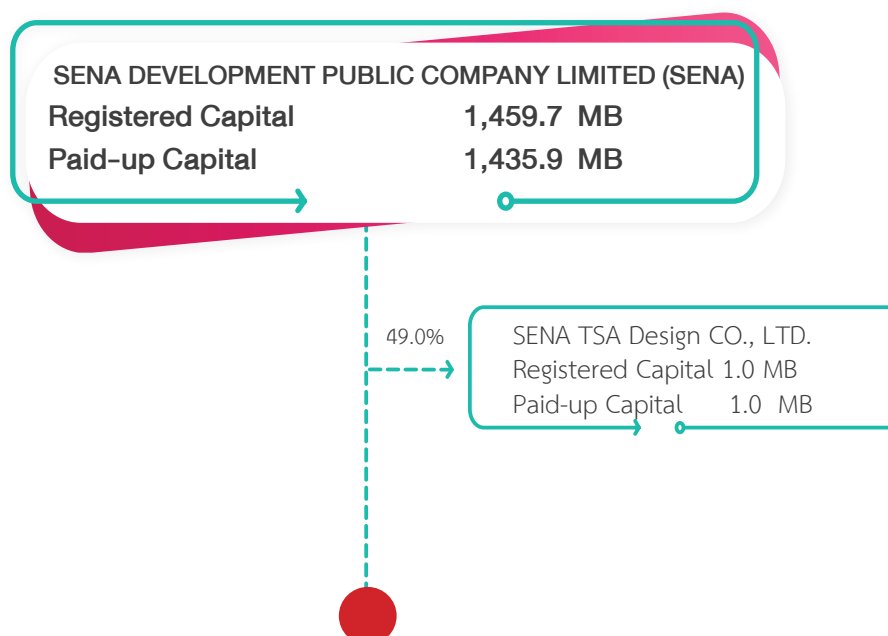 SENA DEVELOPMENT PUBLIC COMPANY LIMITED (SENA)
Registered Capital 1,459.7 MB
Paid-up Capital 1,435.9 MB
49.0%
SENA TSA Design CO., LTD.
Registered Capital 1.0 MB
Paid-up Capital 1.0 MB